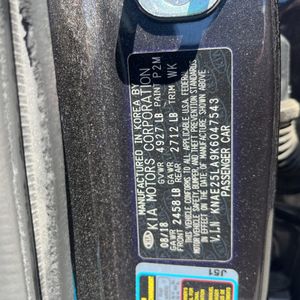 MANUFACTURED IN KOREA BY
KIA MOTORS CORPORATION
08/18 GVWR 4927 LB PAINT P2M
GAWR FRONT 2458 LB GAWR REAR 2712 LB TRIM WK
THIS VEHICLE CONFORMS TO ALL APPLICABLE U.S.A. FEDERAL
MOTOR VEHICLE SAFETY, BUMPER, AND THEFT PREVENTION STANDARDS
IN EFFECT ON THE DATE OF MANUFACTURE SHOWN ABOVE.
V.I.N: KNAE25LA9K6047543
PASSENGER CAR
J51